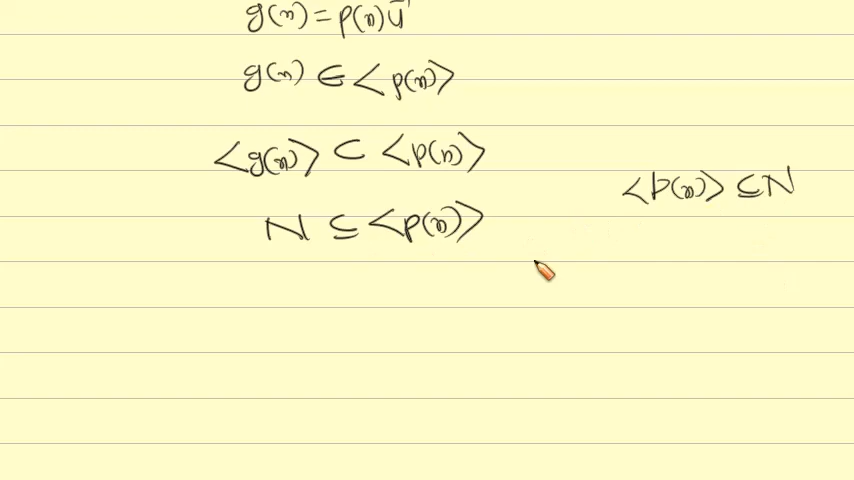 g(x) = p(x) u⁻¹
g(x) ∈ <p(x)>
<g(x)> ⊂ <p(x)>
<p(x)> ⊆ N
N ⊆ <p(x)>